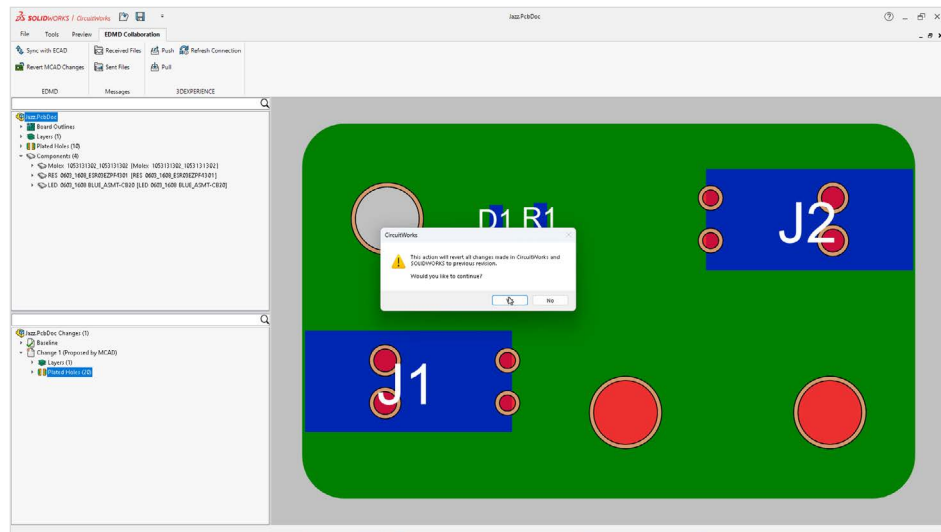 SOLIDWORKS | CircuitWorks
Jazz.PcbDoc
File Tools Preview EDMD Collaboration
Sync with ECAD
Revert MCAD Changes
EDMD
Received Files
Sent Files
Messages
Push
Refresh Connection
Pull
3DEXPERIENCE
Jazz.PcbDoc
Board Outlines
Layers (1)
Plated Holes (10)
Components (4)
Molex 1053131302_1053131302 [Molex 1053131302_1053131302]
RES 0603_1608_ESR03EZPF4301 [RES 0603_1608_ESR03EZPF4301]
LED 0603_1608 BLUE_ASMT-CB20 [LED 0603_1608 BLUE_ASMT-CB20]
Jazz.PcbDoc Changes (1)
Baseline
Change 1 (Proposed by MCAD)
Layers (1)
Plated Holes (20)
D1 R1
J2
J1
CircuitWorks
This action will revert all changes made in CircuitWorks and
SOLIDWORKS to previous revision.
Would you like to continue?
No